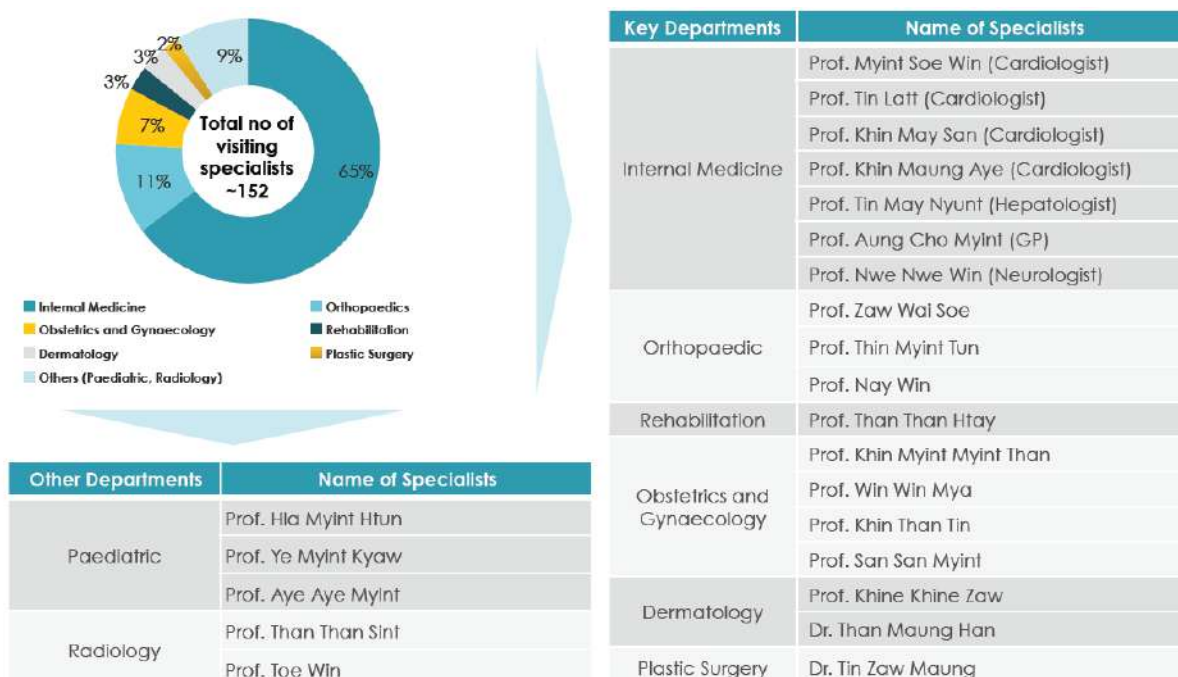 2%
3%
9%
3%
7%
11%
65%
Total no of
visiting
specialists
~152
Internal Medicine
Orthopaedics
Obstetrics and Gynaecology
Rehabilitation
Dermatology
Plastic Surgery
Others (Paediatric, Radiology)
Other Departments Name of Specialists
Paediatric
Prof. Hla Myint Htun
Prof. Ye Myint Kyaw
Prof. Aye Aye Myint
Radiology
Prof. Than Than Sint
Prof. Toe Win
Key Departments Name of Specialists
Internal Medicine
Prof. Myint Soe Win (Cardiologist)
Prof. Tin Latt (Cardiologist)
Prof. Khin May San (Cardiologist)
Prof. Khin Maung Aye (Cardiologist)
Prof. Tin May Nyunt (Hepatologist)
Prof. Aung Cho Myint (GP)
Prof. Nwe Nwe Win (Neurologist)
Orthopaedic
Prof. Zaw Wai Soe
Prof. Thin Myint Tun
Prof. Nay Win
Rehabilitation Prof. Than Than Htay
Obstetrics and
Gynaecology
Prof. Khin Myint Myint Than
Prof. Win Win Mya
Prof. Khin Than Tin
Prof. San San Myint
Dermatology
Prof. Khine Khine Zaw
Dr. Than Maung Han
Plastic Surgery Dr. Tin Zaw Maung